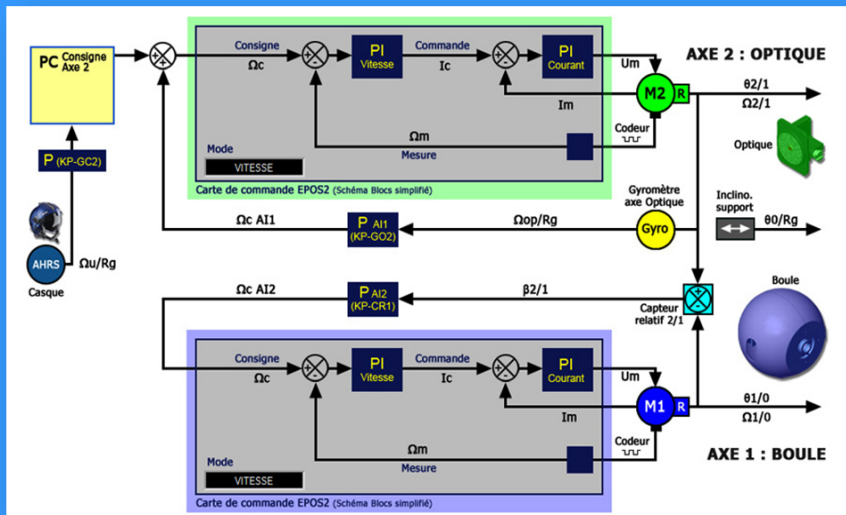 PC Consigne
Axe 2
P (KP-GC2)
AHRS
Casque
Ωu/Rg
Consigne
Ωc
PI
Vitesse
Commande
Ic
PI
Courant
Um
Im
M2
R
Ωm
Mesure
Codeur
Mode
VITESSE
Carte de commande EPOS2 (Schéma Blocs simplifié)
AXE 2 : OPTIQUE
θ2/1
Ω2/1
Optique
Ωc AI1
P AI1
(KP-GO2)
Ωop/Rg
Gyromètre
axe Optique
Gyro
Inclino.
support
θ0/Rg
Ωc AI2
P AI2
(KP-CR1)
β2/1
Capteur
relatif 2/1
Boule
Consigne
Ωc
PI
Vitesse
Commande
Ic
PI
Courant
Um
Im
M1
R
θ1/0
Ω1/0
Ωm
Mesure
Codeur
Mode
VITESSE
Carte de commande EPOS2 (Schéma Blocs simplifié)
AXE 1 : BOULE